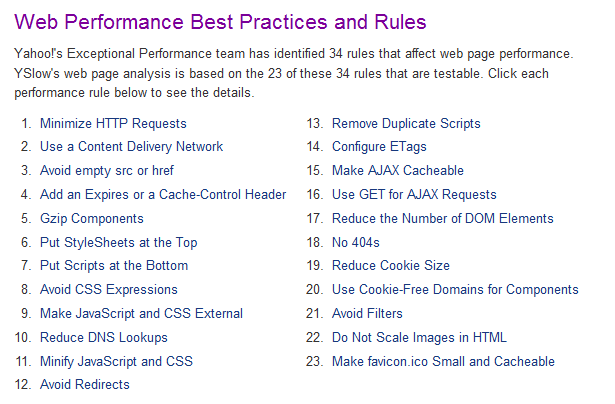 Web Performance Best Practices and Rules
Yahoo!'s Exceptional Performance team has identified 34 rules that affect web page performance.
YSlow's web page analysis is based on the 23 of these 34 rules that are testable. Click each
performance rule below to see the details.
1. Minimize HTTP Requests
2. Use a Content Delivery Network
3. Avoid empty src or href
4. Add an Expires or a Cache-Control Header
5. Gzip Components
6. Put StyleSheets at the Top
7. Put Scripts at the Bottom
8. Avoid CSS Expressions
9. Make JavaScript and CSS External
10. Reduce DNS Lookups
11. Minify JavaScript and CSS
12. Avoid Redirects
13. Remove Duplicate Scripts
14. Configure ETags
15. Make AJAX Cacheable
16. Use GET for AJAX Requests
17. Reduce the Number of DOM Elements
18. No 404s
19. Reduce Cookie Size
20. Use Cookie-Free Domains for Components
21. Avoid Filters
22. Do Not Scale Images in HTML
23. Make favicon.ico Small and Cacheable